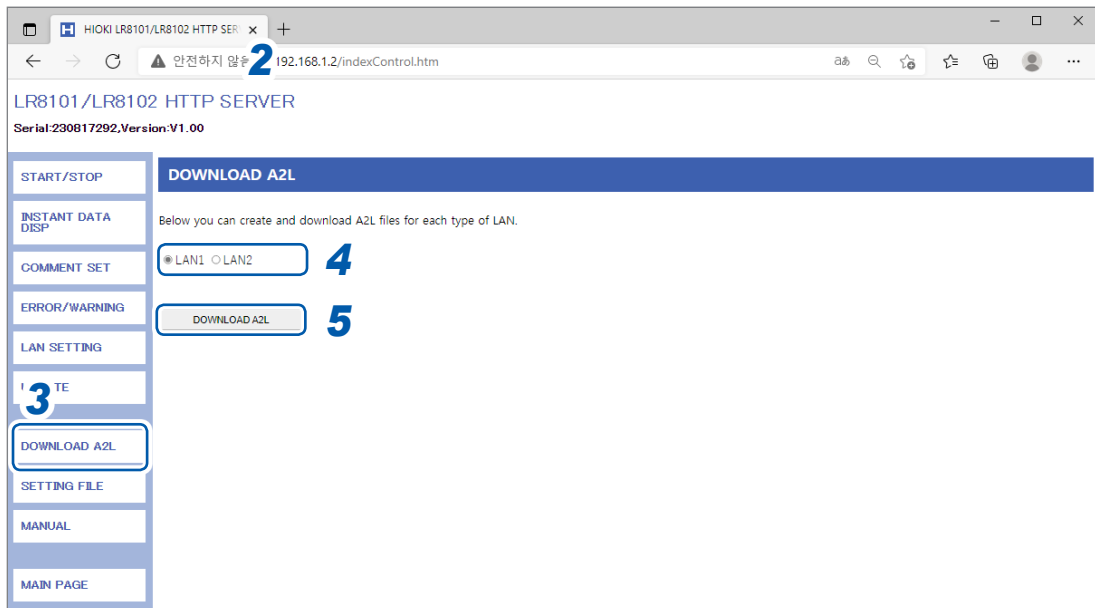 HIOKI LR8101/LR8102 HTTP SER
안전하지 않음
2
192.168.1.2/indexControl.htm
LR8101/LR8102 HTTP SERVER
Serial:230817292,Version:V1.00
START/STOP
INSTANT DATA
DISP
COMMENT SET
ERROR/WARNING
LAN SETTING
3
DOWNLOAD A2L
SETTING FILE
MANUAL
MAIN PAGE
DOWNLOAD A2L
Below you can create and download A2L files for each type of LAN.
LAN1 LAN2
4
DOWNLOAD A2L
5